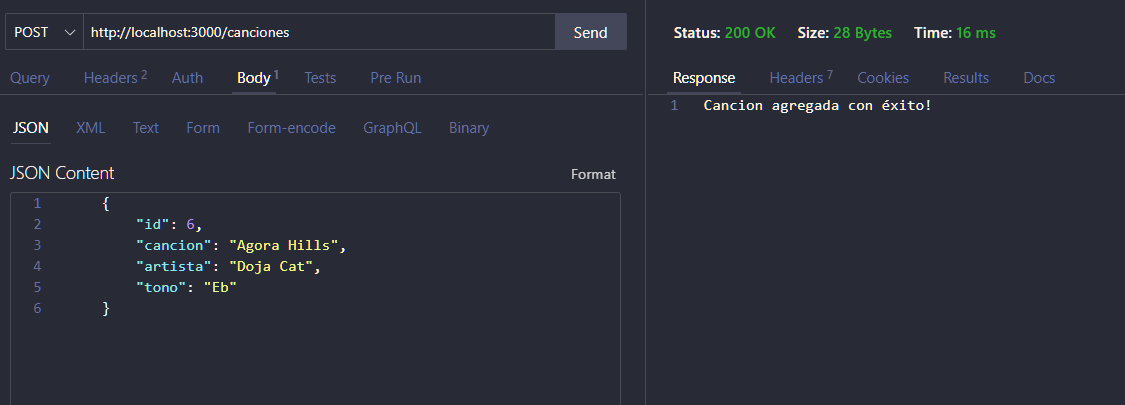 POST http://localhost:3000/canciones Send
Query Headers 2 Auth Body 1 Tests Pre Run
JSON XML Text Form Form-encode GraphQL Binary
JSON Content Format
1 {
2 "id": 6,
3 "cancion": "Agora Hills",
4 "artista": "Doja Cat",
5 "tono": "Eb"
6 }
Status: 200 OK Size: 28 Bytes Time: 16 ms
Response Headers 7 Cookies Results Docs
1 Cancion agregada con éxito!